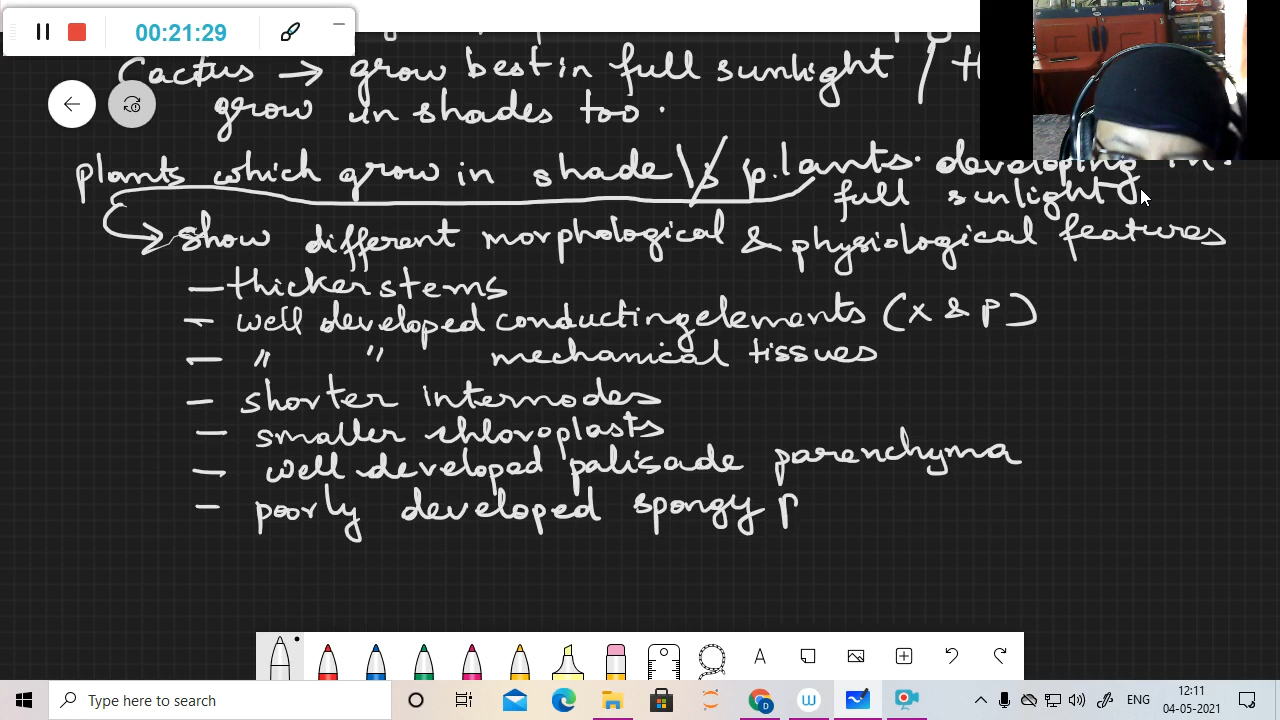 00:21:29
Cactus → grow best in full sunlight /
grow in shades too.
plants which grow in shade \/s plants developing in
full sunlight
show different morphological & physiological features
— thicker stems
— well developed conducting elements (x & p)
— " " mechanical tissues
— shorter internodes
— smaller chloroplasts
— well developed palisade parenchyma
— poorly developed spongy p
A
Type here to search
ENG
12:11
04-05-2021